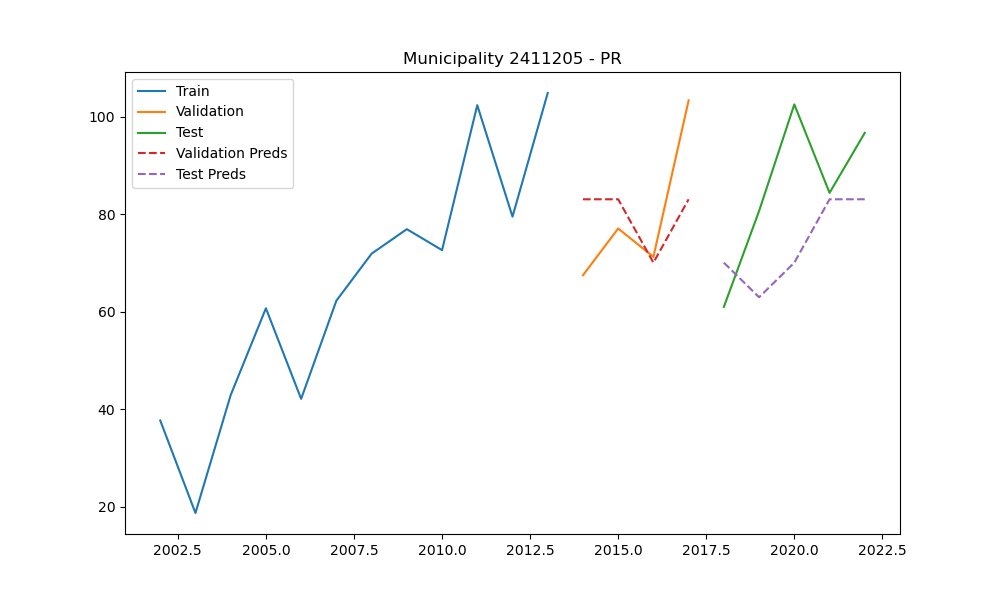 Municipality 2411205 - PR
Train
Validation
Test
Validation Preds
Test Preds
100
80
60
40
20
2002.5 2005.0 2007.5 2010.0 2012.5 2015.0 2017.5 2020.0 2022.5